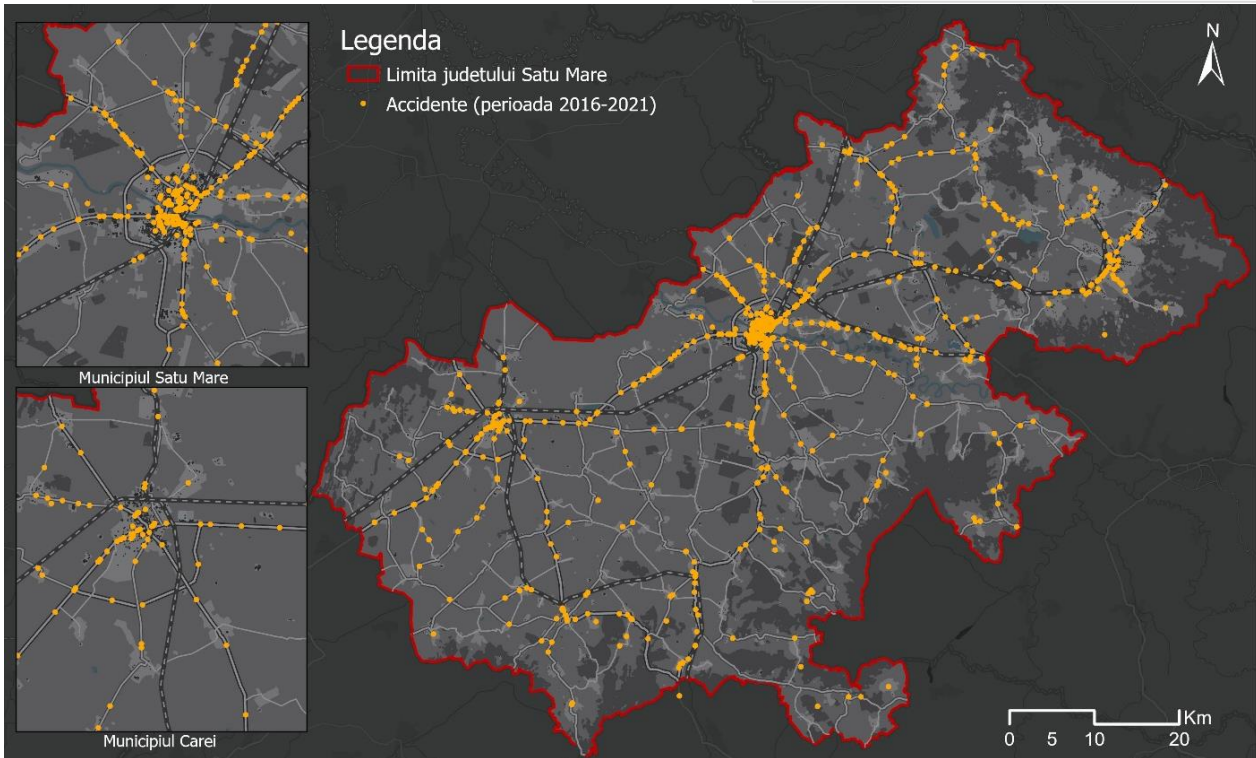 Legenda
Limita judetului Satu Mare
Accidente (perioada 2016-2021)
N
Municipiul Satu Mare
Municipiul Carei
Km
0 5 10 20